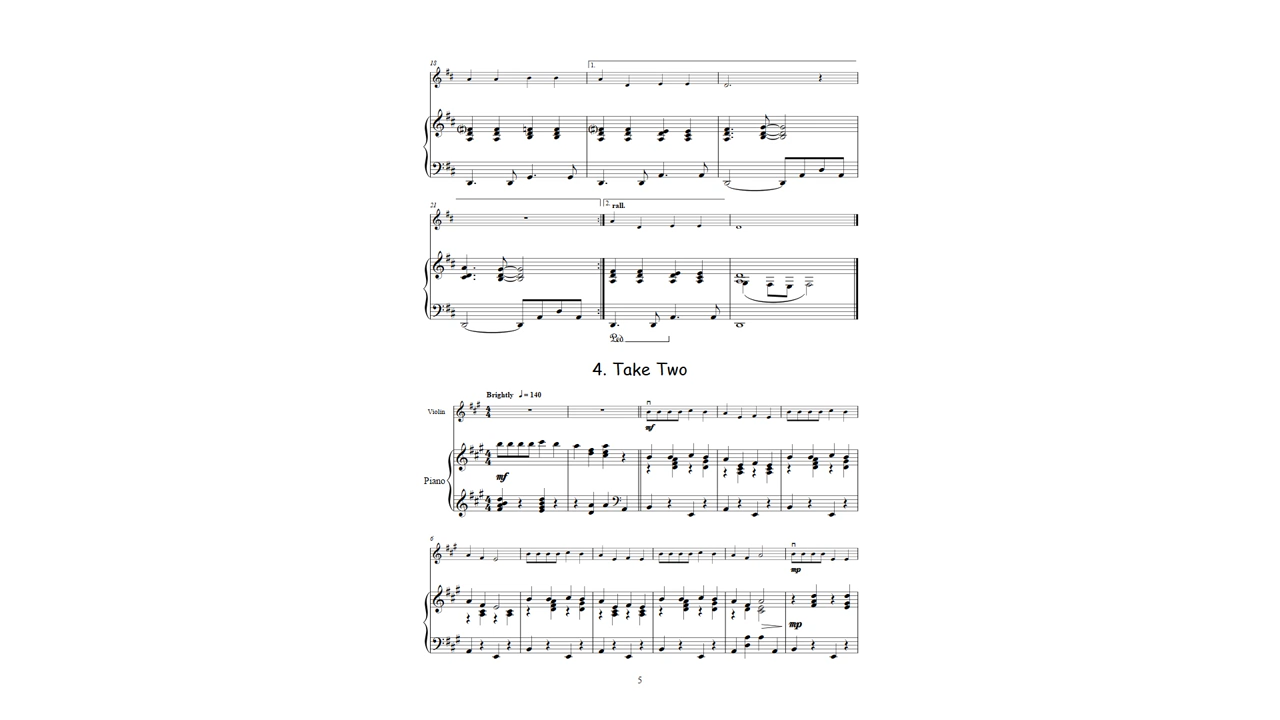 18
1.
21
2.
rall.
4. Take Two
Brightly ♩ = 140
Violin
mf
Piano
mf
6
mp
mp
5